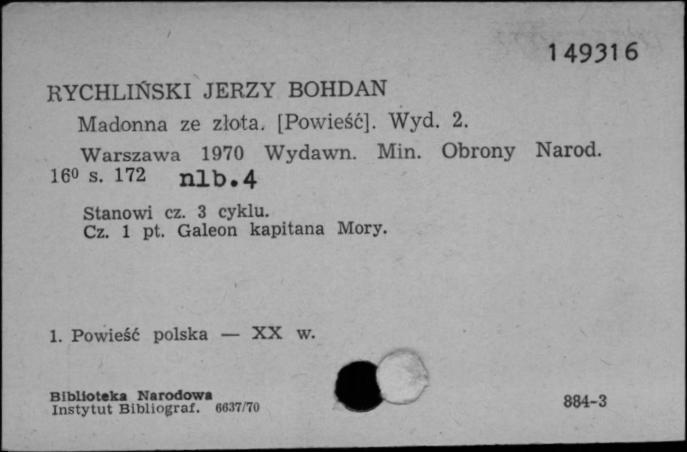 149316
RYCHLIŃSKI JERZY BOHDAN
Madonna ze złota. [Powieść]. Wyd. 2.
Warszawa 1970 Wydawn. Min. Obrony Narod.
16⁰ s. 172 nlb.4
Stanowi cz. 3 cyklu.
Cz. 1 pt. Galeon kapitana Mory.
1. Powieść polska — XX w.
Biblioteka Narodowa
Instytut Bibliograf. 6637/70
884-3